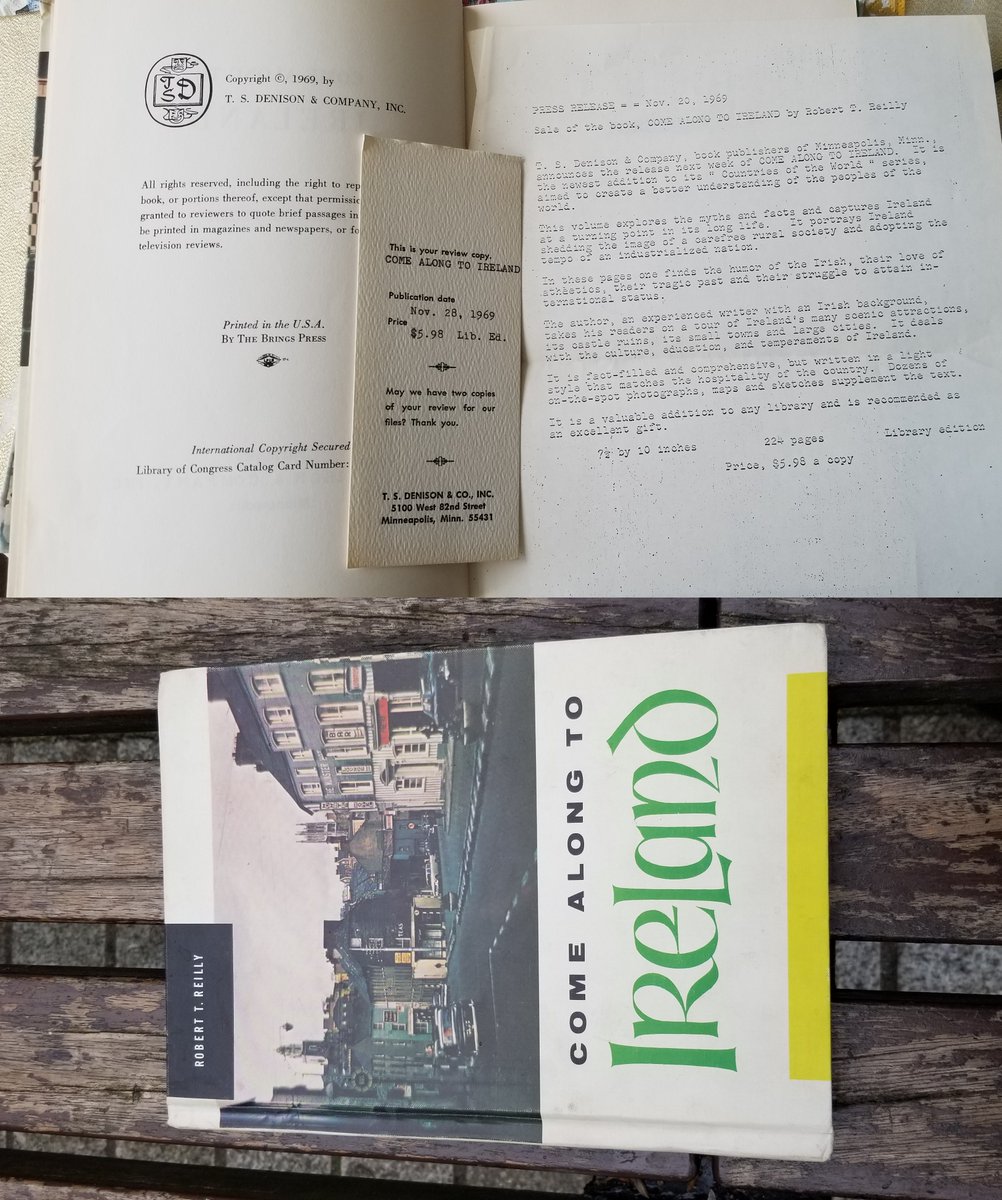 T
S D
Copyright ©, 1969, by
T. S. DENISON & COMPANY, INC.
All rights reserved, including the right to rep
book, or portions thereof, except that permissio
granted to reviewers to quote brief passages in
be printed in magazines and newspapers, or fo
television reviews.
Printed in the U.S.A.
BY THE BRINGS PRESS
International Copyright Secured
Library of Congress Catalog Card Number:
This is your review copy.
COME ALONG TO IRELAND
Publication date
Nov. 28, 1969
Price
$5.98 Lib. Ed.
May we have two copies
of your review for our
files? Thank you.
T. S. DENISON & CO., INC.
5100 West 82nd Street
Minneapolis, Minn. 55431
PRESS RELEASE = = Nov. 20, 1969
Sale of the book, COME ALONG TO IRELAND by Robert T. Reilly
T. S. Denison & Company, book publishers of Minneapolis, Minn.,
announces the release next week of COME ALONG TO IRELAND. It is
the newest addition to its " Countries of the World " series,
aimed to create a better understanding of the peoples of the
world.
This volume explores the myths and facts and captures Ireland
at a turning point in its long life. It portrays Ireland
shedding the image of a carefree rural society and adopting the
tempo of an industrialized nation.
In these pages one finds the humor of the Irish, their love of
athletics, their tragic past and their struggle to attain in-
ternational status.
The author, an experienced writer with an Irish background,
takes his readers on a tour of Ireland's many scenic attractions,
its castle ruins, its small towns and large cities. It deals
with the culture, education, and temperaments of Ireland.
It is fact-filled and comprehensive, but written in a light
style that matches the hospitality of the country. Dozens of
on-the-spot photographs, maps and sketches supplement the text.
It is a valuable addition to any library and is recommended as
an excellent gift.
7½ by 10 inches 224 pages Library edition
Price, $5.98 a copy
ROBERT T. REILLY
BAR
TEAS
COME ALONG TO
IRELAND